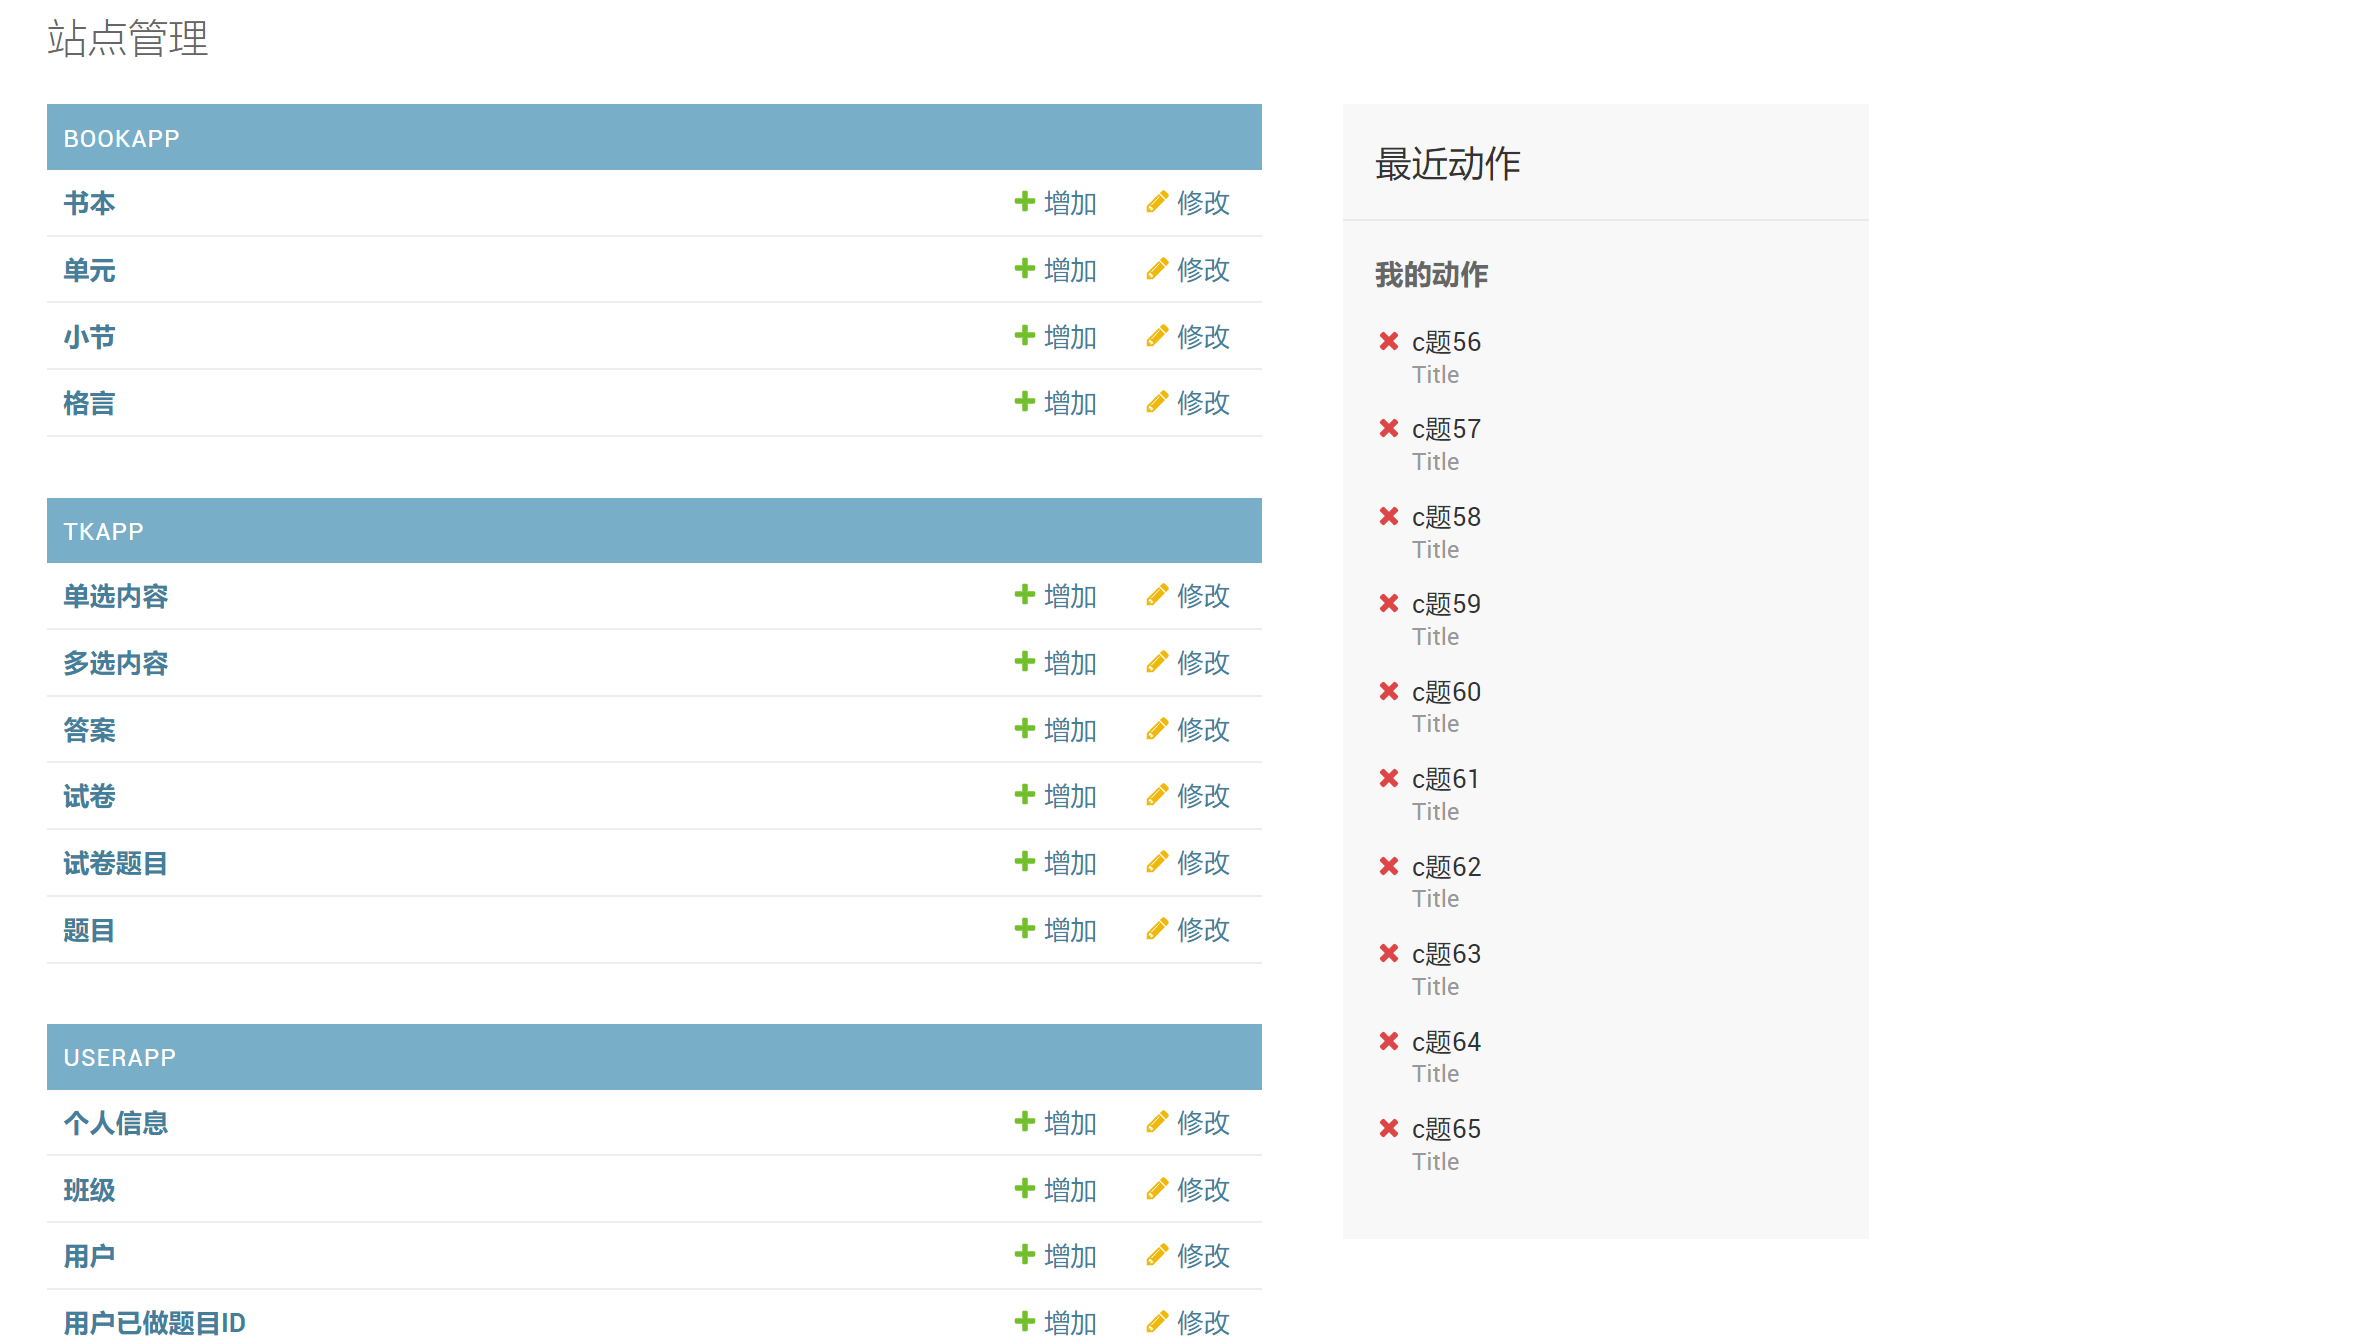 站点管理
BOOKAPP
书本 增加 修改
单元 增加 修改
小节 增加 修改
格言 增加 修改
TKAPP
单选内容 增加 修改
多选内容 增加 修改
答案 增加 修改
试卷 增加 修改
试卷题目 增加 修改
题目 增加 修改
USERAPP
个人信息 增加 修改
班级 增加 修改
用户 增加 修改
用户已做题目ID 增加 修改
最近动作
我的动作
c题56
Title
c题57
Title
c题58
Title
c题59
Title
c题60
Title
c题61
Title
c题62
Title
c题63
Title
c题64
Title
c题65
Title